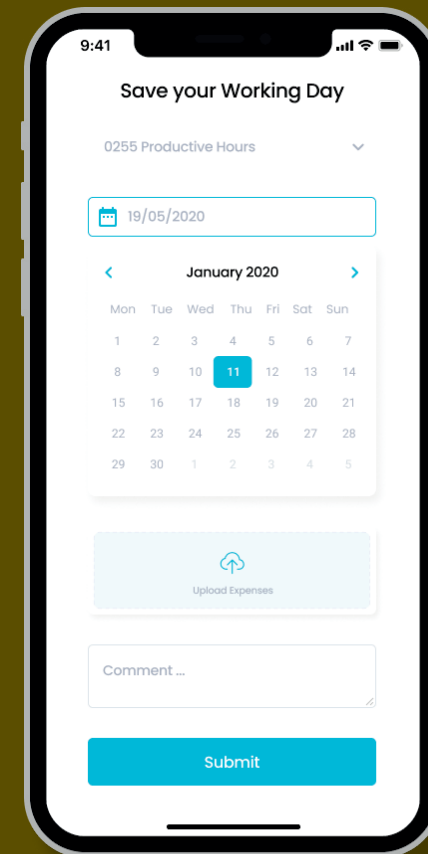 9:41
Save your Working Day
0255 Productive Hours
19/05/2020
January 2020
Mon Tue Wed Thu Fri Sat Sun
1 2 3 4 5 6 7
8 9 10 11 12 13 14
15 16 17 18 19 20 21
22 23 24 25 26 27 28
29 30 1 2 3 4 5
Upload Expenses
Comment ...
Submit